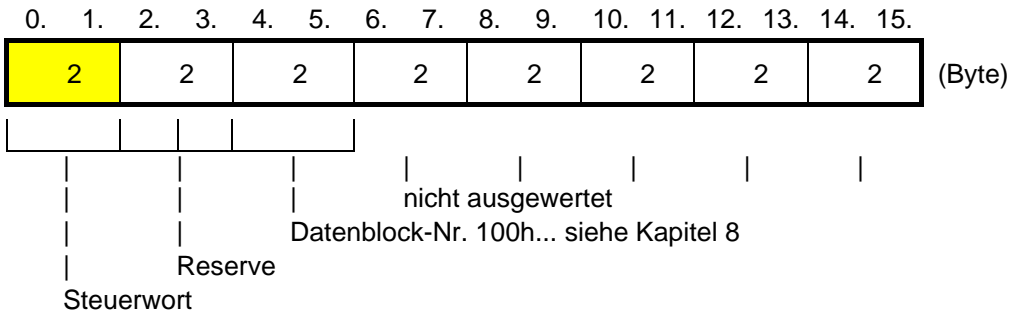 0. 1. 2. 3. 4. 5. 6. 7. 8. 9. 10. 11. 12. 13. 14. 15.
2 2 2 2 2 2 2 2 (Byte)
nicht ausgewertet
Datenblock-Nr. 100h... siehe Kapitel 8
Reserve
Steuerwort